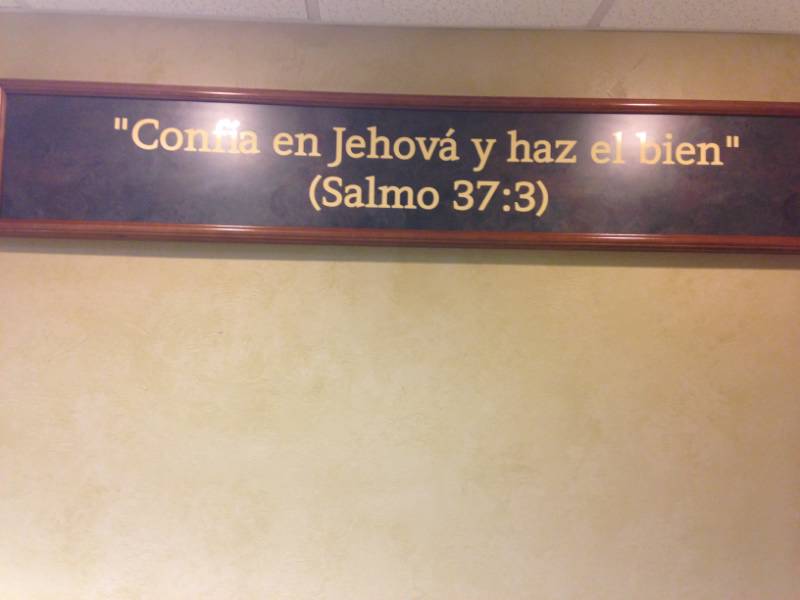 "Confía en Jehová y haz el bien"
(Salmo 37:3)